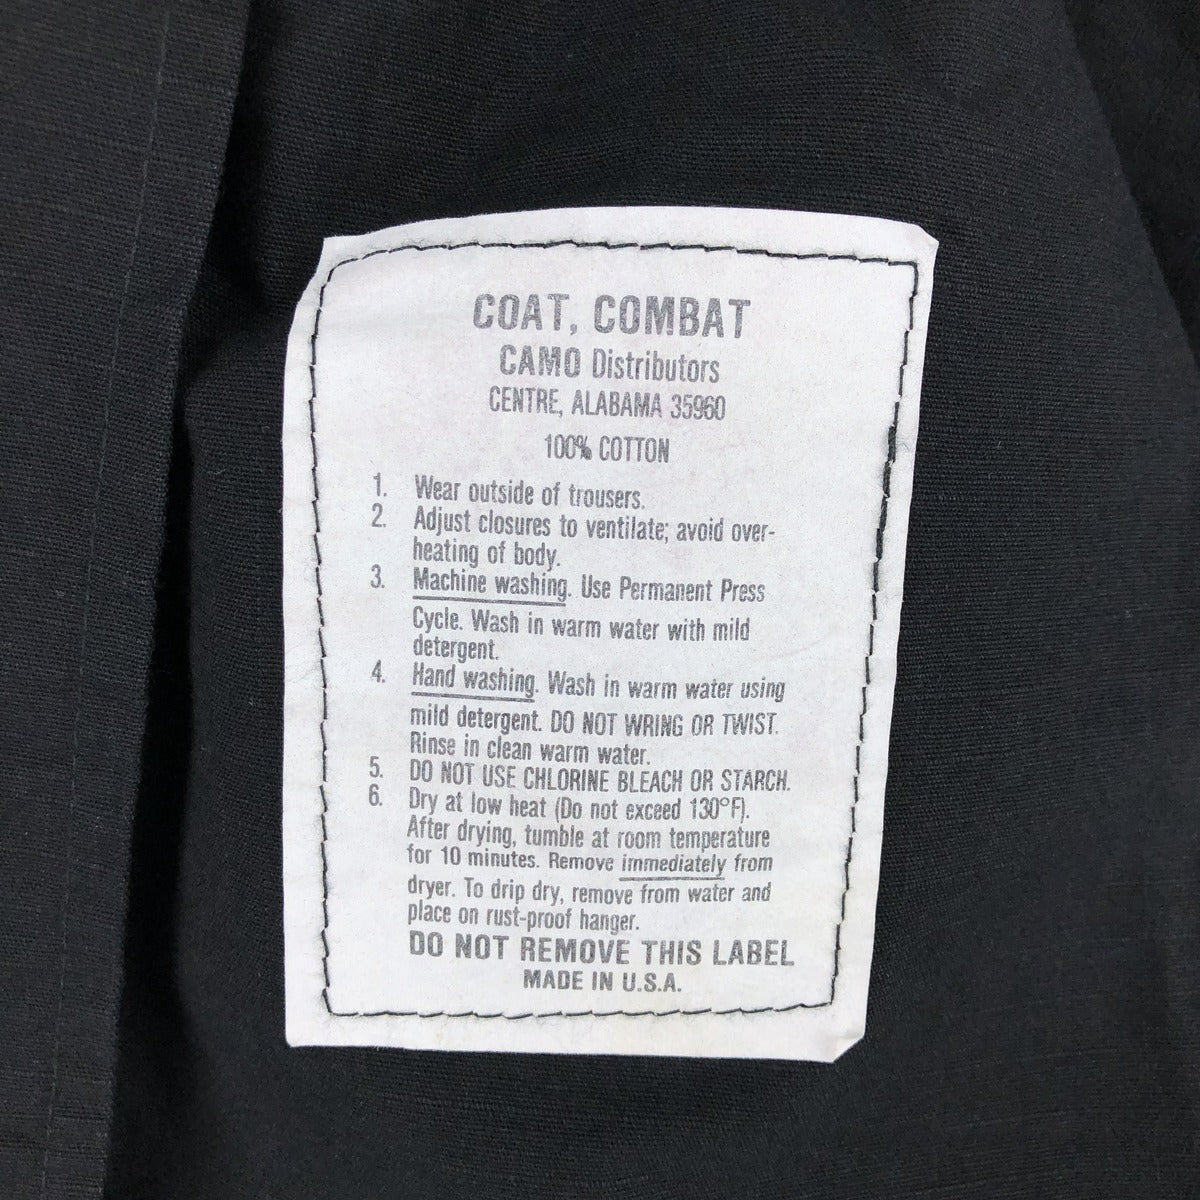 COAT, COMBAT
CAMO Distributors
CENTRE, ALABAMA 35960
100% COTTON
1. Wear outside of trousers.
2. Adjust closures to ventilate; avoid over-
heating of body.
3. Machine washing. Use Permanent Press
Cycle. Wash in warm water with mild
detergent.
4. Hand washing. Wash in warm water using
mild detergent. DO NOT WRING OR TWIST.
Rinse in clean warm water.
5. DO NOT USE CHLORINE BLEACH OR STARCH.
6. Dry at low heat (Do not exceed 130°F).
After drying, tumble at room temperature
for 10 minutes. Remove immediately from
dryer. To drip dry, remove from water and
place on rust-proof hanger.
DO NOT REMOVE THIS LABEL
MADE IN U.S.A.